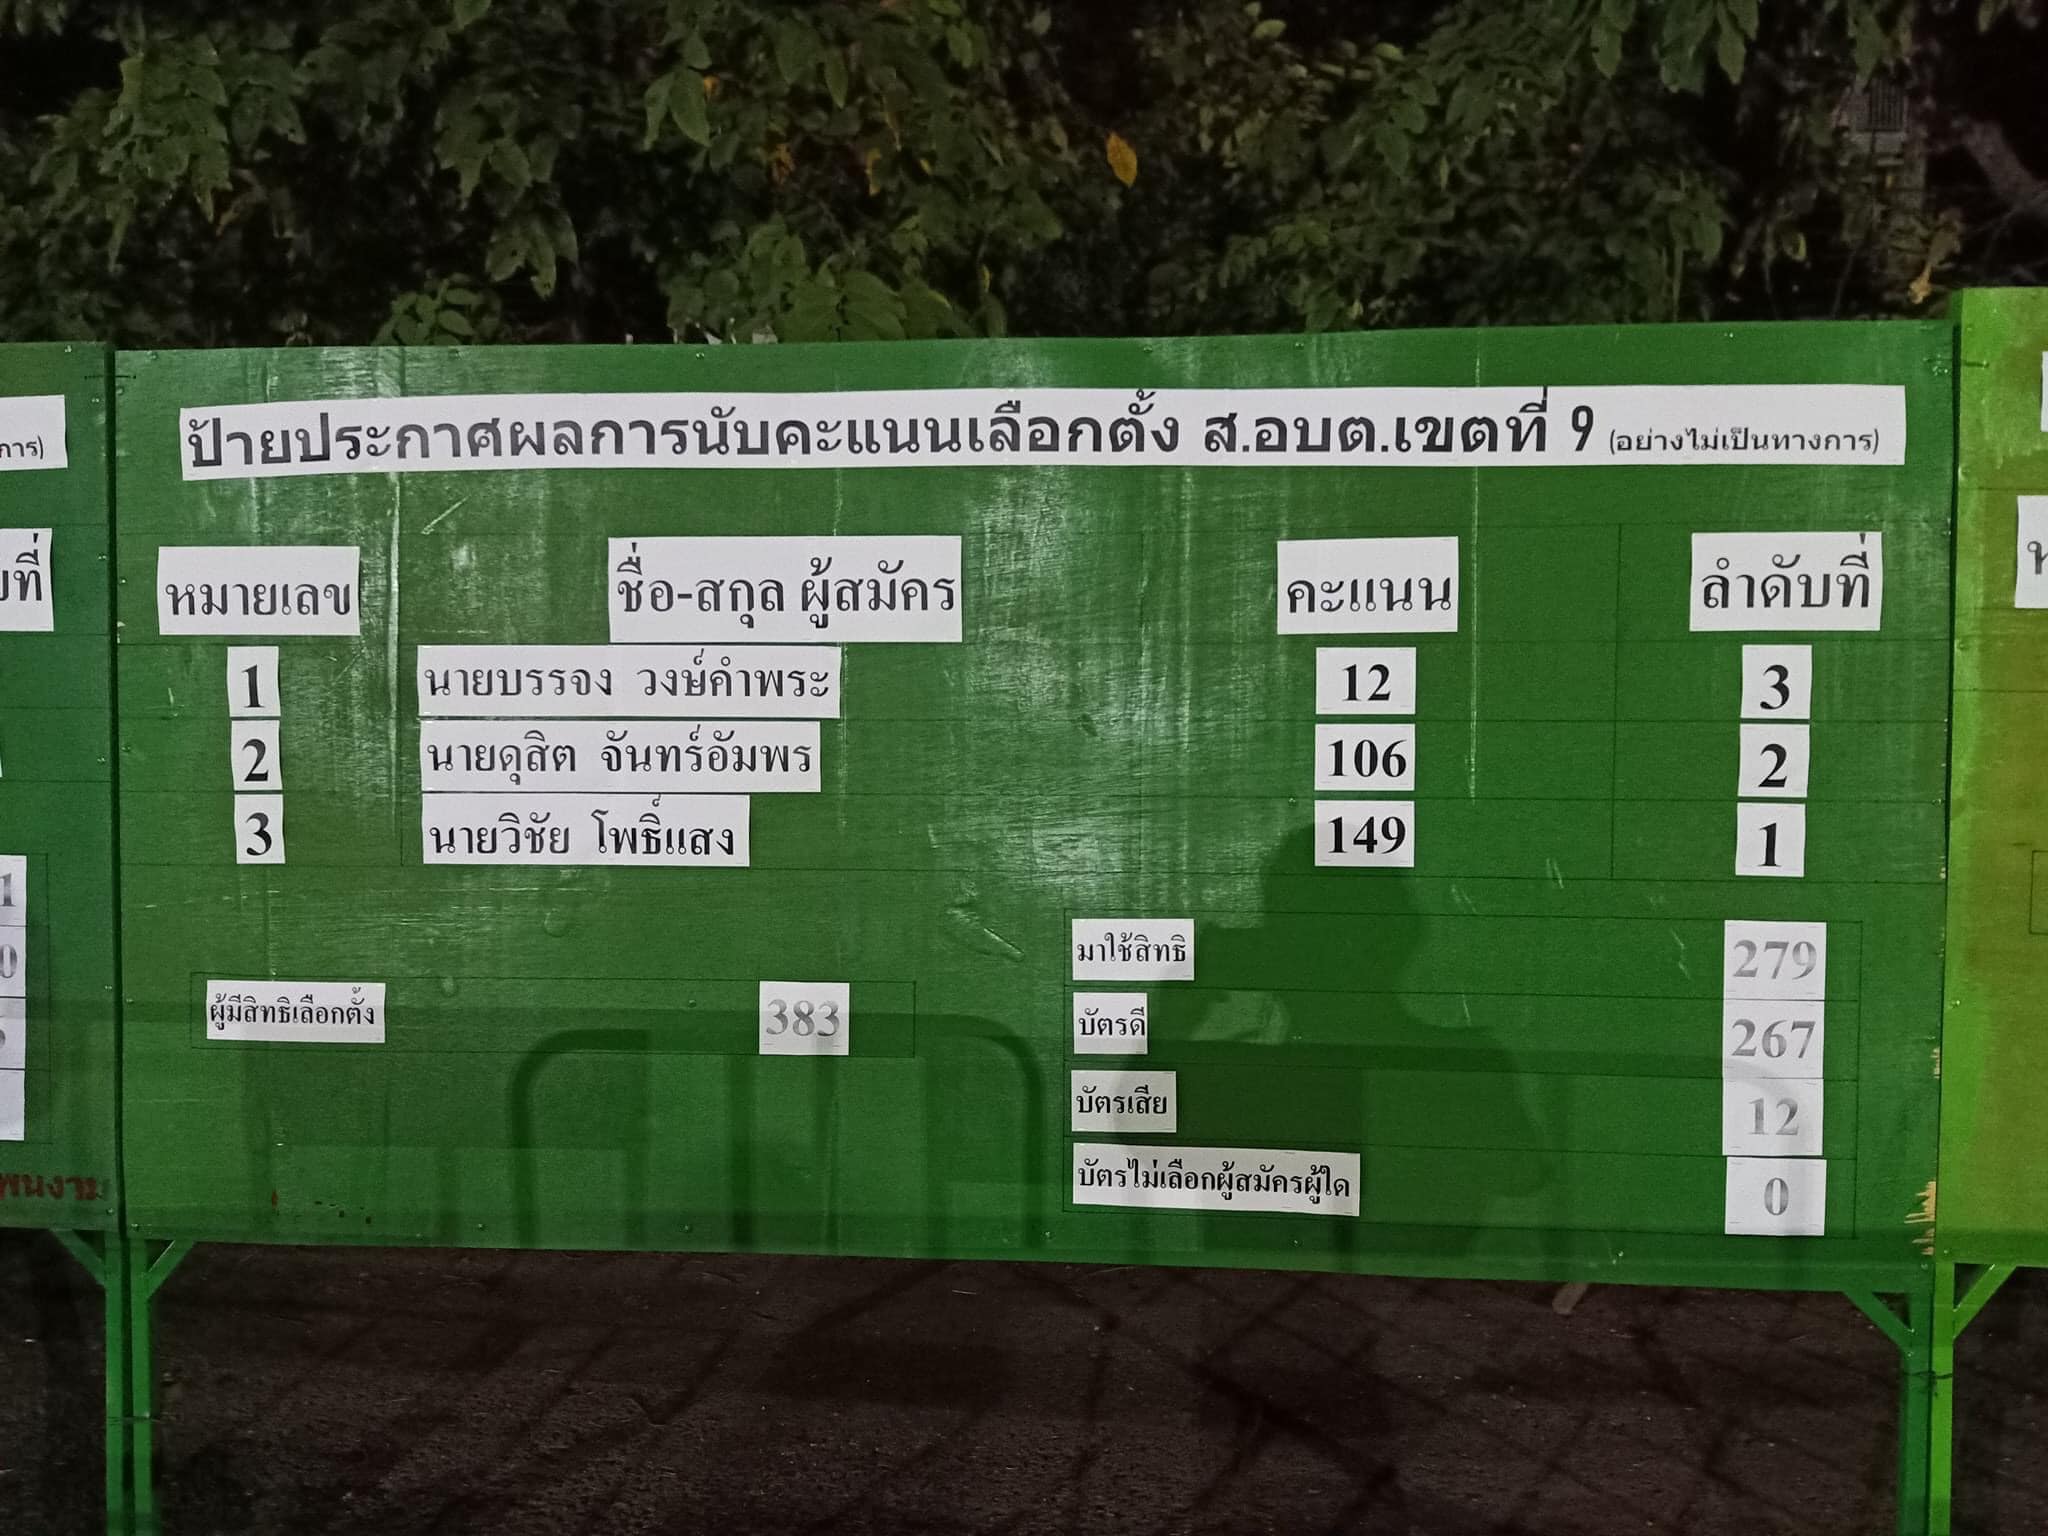 ป้ายประกาศผลการนับคะแนนเลือกตั้ง ส.อบต.เขตที่ 9 (อย่างไม่เป็นทางการ)
หมายเลข ชื่อ-สกุล ผู้สมัคร คะแนน ลำดับที่
1 นายบรรจง วงษ์คำพระ 12 3
2 นายดุสิต จันทร์อัมพร 106 2
3 นายวิชัย โพธิ์แสง 149 1
ผู้มีสิทธิเลือกตั้ง 383
มาใช้สิทธิ 279
บัตรดี 267
บัตรเสีย 12
บัตรไม่เลือกผู้สมัครผู้ใด 0